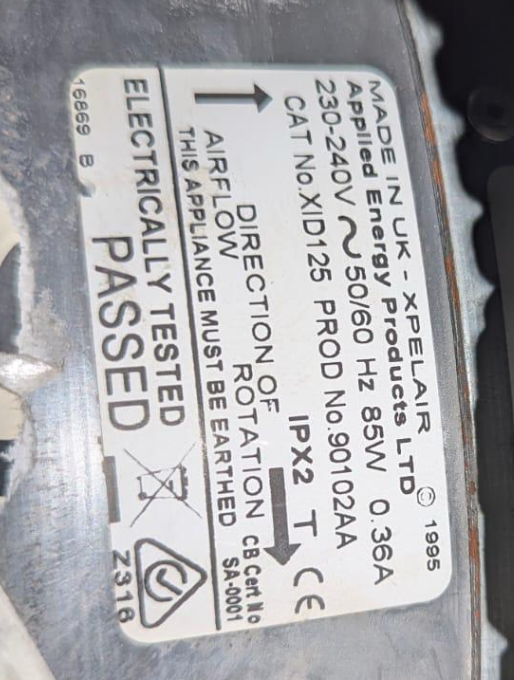 MADE IN UK - XPELAIR © 1995
Applied Energy Products LTD
230-240V ~ 50/60 Hz 85W 0.36A
CAT No.XID125 PROD No.90102AA
IPX2 T CE
DIRECTION OF
AIRFLOW ROTATION CB Cert No
THIS APPLIANCE MUST BE EARTHED SA-0001
ELECTRICALLY TESTED
PASSED
16869 B Z316